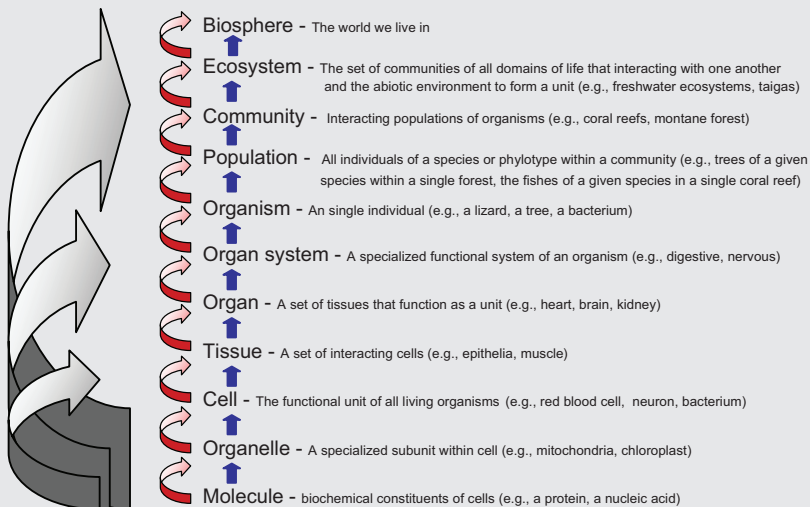 Biosphere - The world we live in
Ecosystem - The set of communities of all domains of life that interacting with one another
and the abiotic environment to form a unit (e.g., freshwater ecosystems, taigas)
Community - Interacting populations of organisms (e.g., coral reefs, montane forest)
Population - All individuals of a species or phylotype within a community (e.g., trees of a given
species within a single forest, the fishes of a given species in a single coral reef)
Organism - An single individual (e.g., a lizard, a tree, a bacterium)
Organ system - A specialized functional system of an organism (e.g., digestive, nervous)
Organ - A set of tissues that function as a unit (e.g., heart, brain, kidney)
Tissue - A set of interacting cells (e.g., epithelia, muscle)
Cell - The functional unit of all living organisms (e.g., red blood cell, neuron, bacterium)
Organelle - A specialized subunit within cell (e.g., mitochondria, chloroplast)
Molecule - biochemical constituents of cells (e.g., a protein, a nucleic acid)